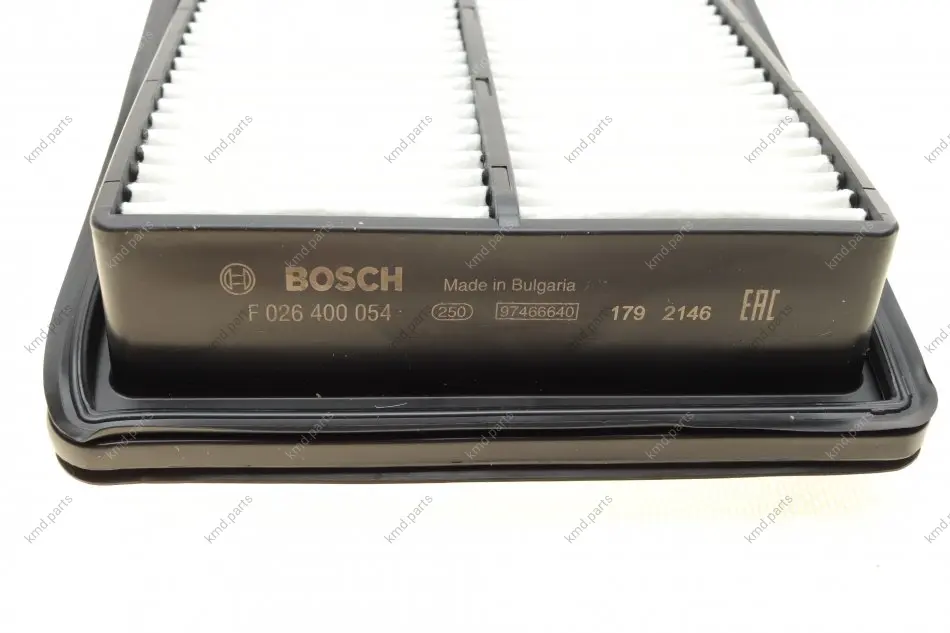 BOSCH Made in Bulgaria
F 026 400 054 250 97466640 179 2146 EAC
kmd.parts